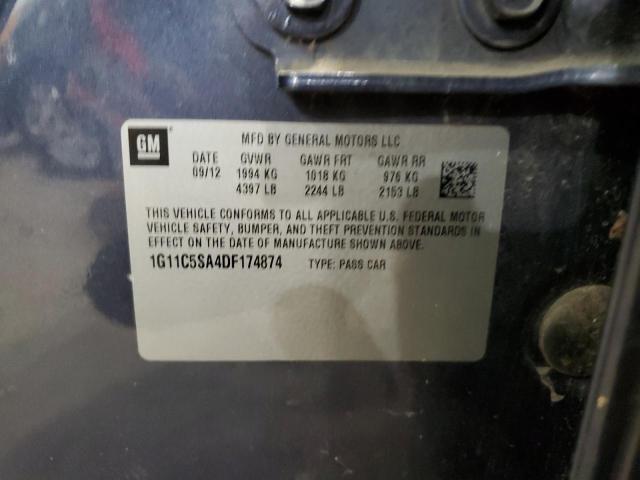 GM
MFD BY GENERAL MOTORS LLC
DATE GVWR GAWR FRT GAWR RR
09/12 1994 KG 1018 KG 976 KG
4397 LB 2244 LB 2153 LB
THIS VEHICLE CONFORMS TO ALL APPLICABLE U.S. FEDERAL MOTOR
VEHICLE SAFETY, BUMPER, AND THEFT PREVENTION STANDARDS IN
EFFECT ON THE DATE OF MANUFACTURE SHOWN ABOVE.
1G11C5SA4DF174874 TYPE: PASS CAR